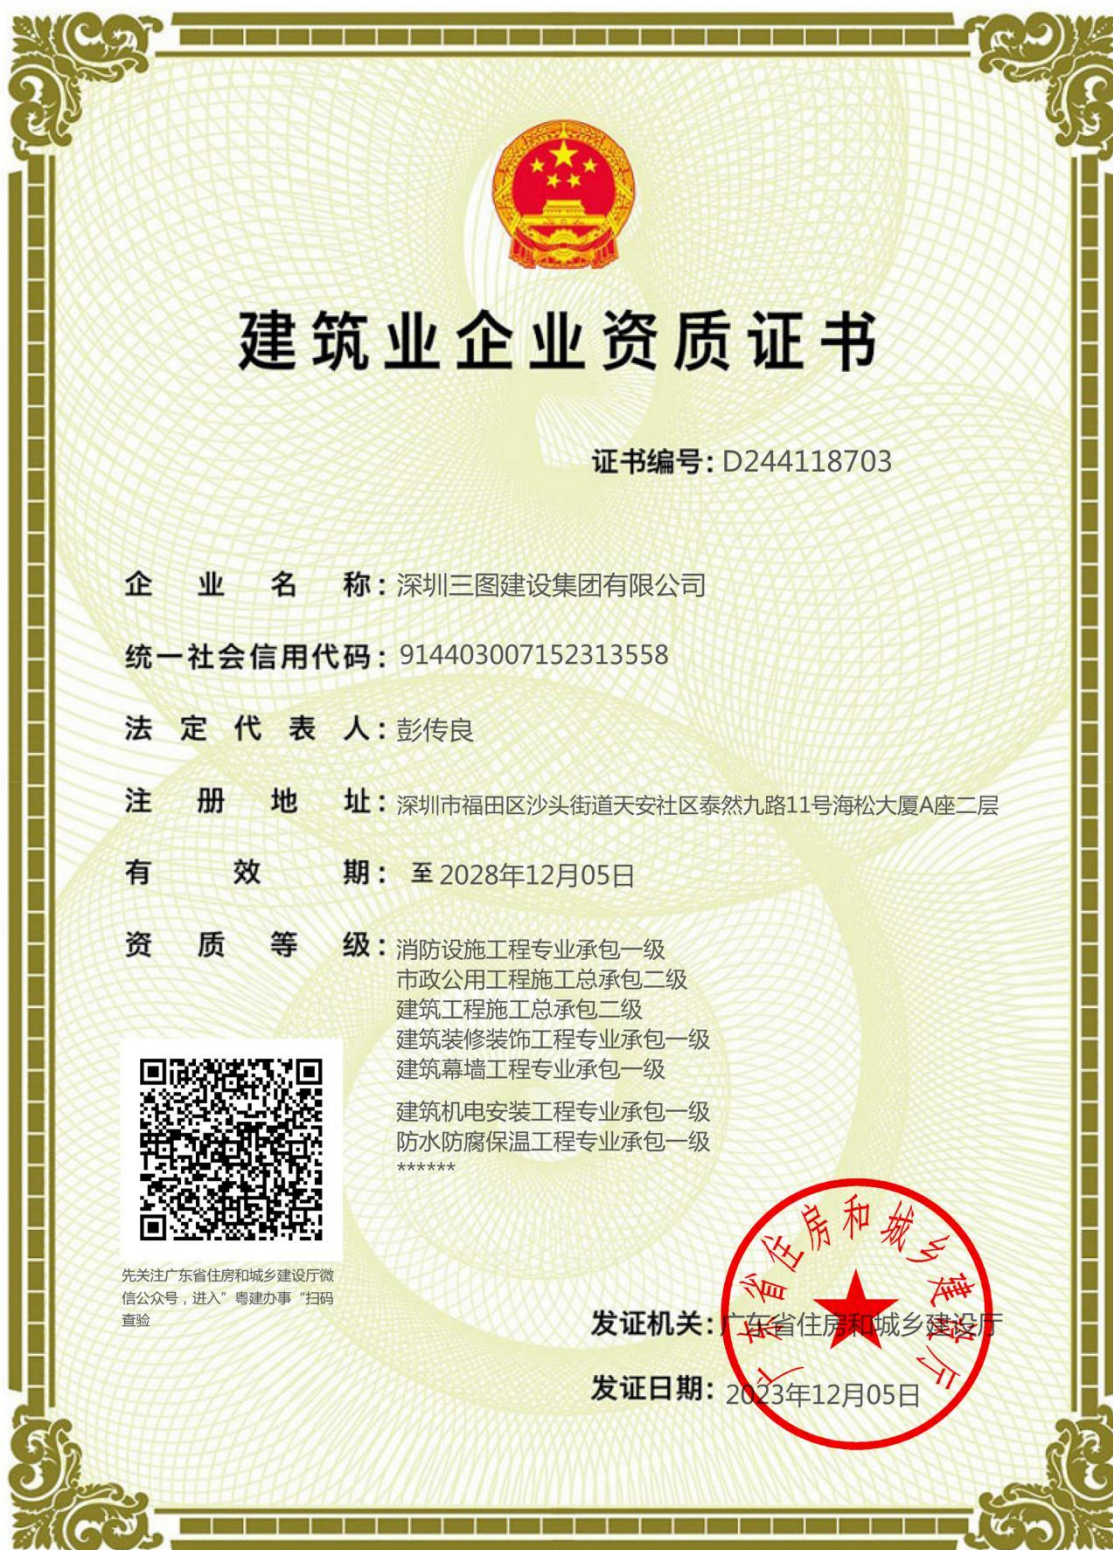 建筑业企业资质证书
证书编号: D244118703
企业名称: 深圳三图建设集团有限公司
统一社会信用代码: 914403007152313558
法定代表人: 彭传良
注册地址: 深圳市福田区沙头街道天安社区泰然九路11号海松大厦A座二层
有效期: 至 2028年12月05日
资质等级: 消防设施工程专业承包一级
市政公用工程施工总承包二级
建筑工程施工总承包二级
建筑装修装饰工程专业承包一级
建筑幕墙工程专业承包一级
建筑机电安装工程专业承包一级
防水防腐保温工程专业承包一级
******
先关注广东省住房和城乡建设厅微
信公众号，进入”粤建办事“扫码
查验
发证机关: 广东省住房和城乡建设厅
发证日期: 2023年12月05日
广东省住房和城乡建设厅